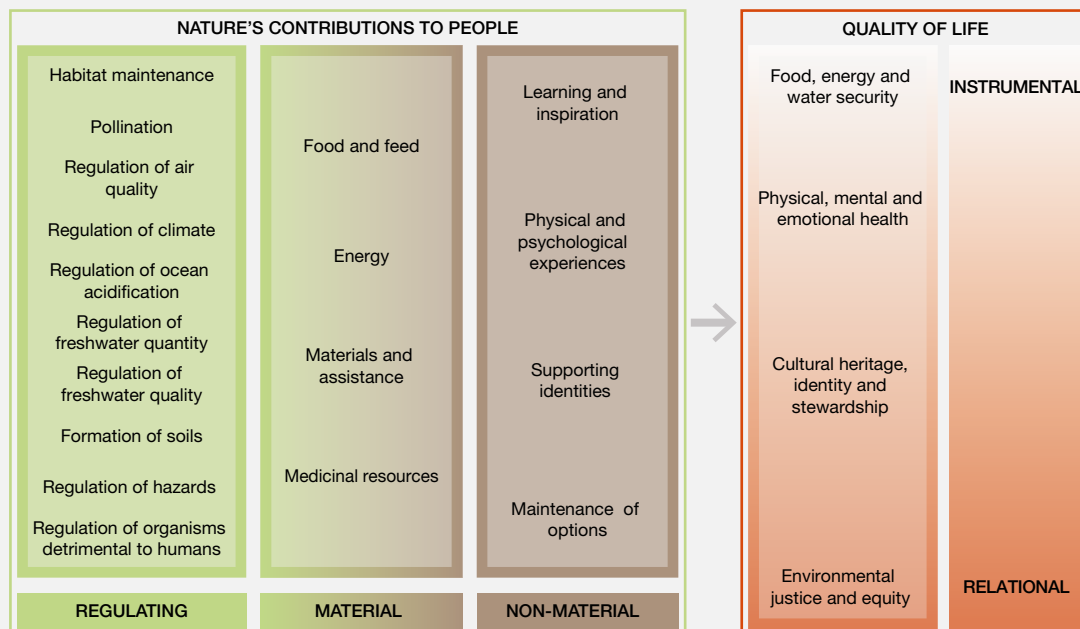 NATURE'S CONTRIBUTIONS TO PEOPLE
Habitat maintenance
Pollination
Regulation of air
quality
Regulation of climate
Regulation of ocean
acidification
Regulation of
freshwater quantity
Regulation of
freshwater quality
Formation of soils
Regulation of hazards
Regulation of organisms
detrimental to humans
REGULATING
Food and feed
Energy
Materials and
assistance
Medicinal resources
MATERIAL
Learning and
inspiration
Physical and
psychological
experiences
Supporting
identities
Maintenance of
options
NON-MATERIAL
QUALITY OF LIFE
Food, energy and
water security
Physical, mental and
emotional health
Cultural heritage,
identity and
stewardship
Environmental
justice and equity
INSTRUMENTAL
RELATIONAL